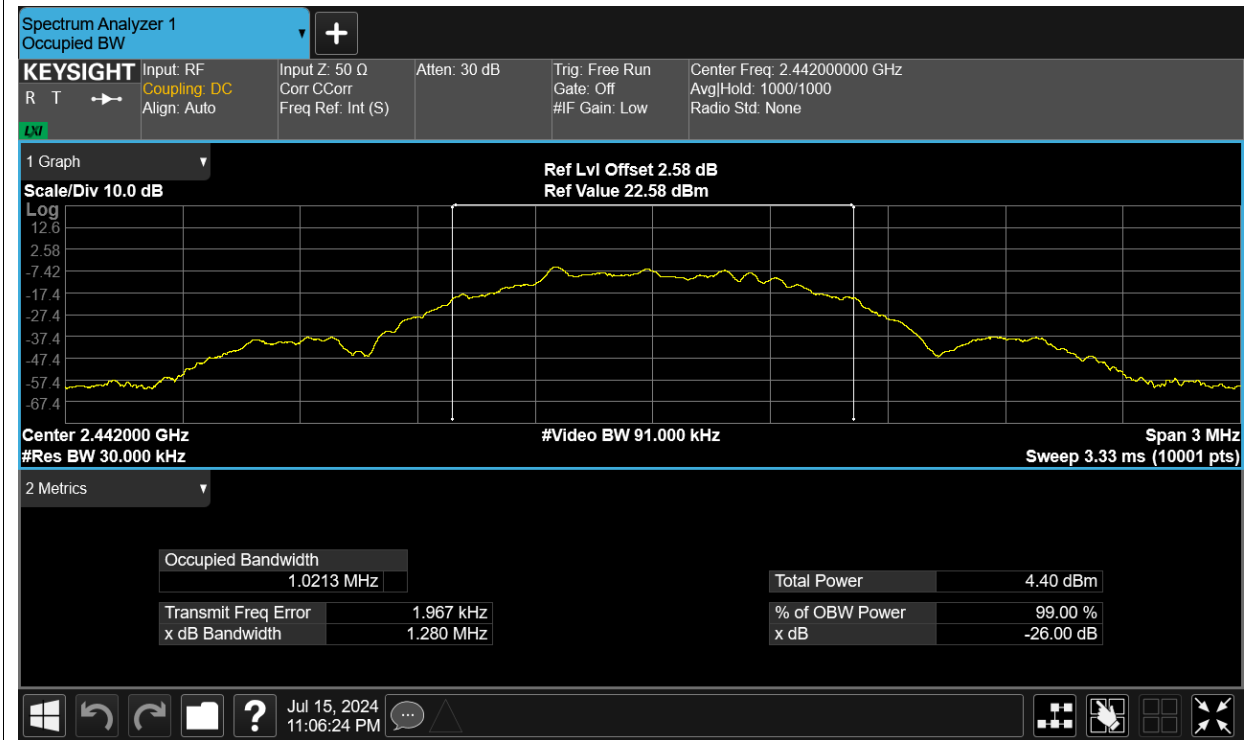 Spectrum Analyzer 1
Occupied BW
KEYSIGHT
R T
LXI
Input: RF
Coupling: DC
Align: Auto
Input Z: 50 Ω
Corr CCorr
Freq Ref: Int (S)
Atten: 30 dB
Trig: Free Run
Gate: Off
#IF Gain: Low
Center Freq: 2.442000000 GHz
Avg|Hold: 1000/1000
Radio Std: None
1 Graph
Scale/Div 10.0 dB
Ref Lvl Offset 2.58 dB
Ref Value 22.58 dBm
Log
12.6
2.58
-7.42
-17.4
-27.4
-37.4
-47.4
-57.4
-67.4
Center 2.442000 GHz
#Video BW 91.000 kHz
Span 3 MHz
#Res BW 30.000 kHz
Sweep 3.33 ms (10001 pts)
2 Metrics
Occupied Bandwidth
1.0213 MHz
Total Power 4.40 dBm
Transmit Freq Error 1.967 kHz
% of OBW Power 99.00 %
x dB Bandwidth 1.280 MHz
x dB -26.00 dB
?
Jul 15, 2024
11:06:24 PM